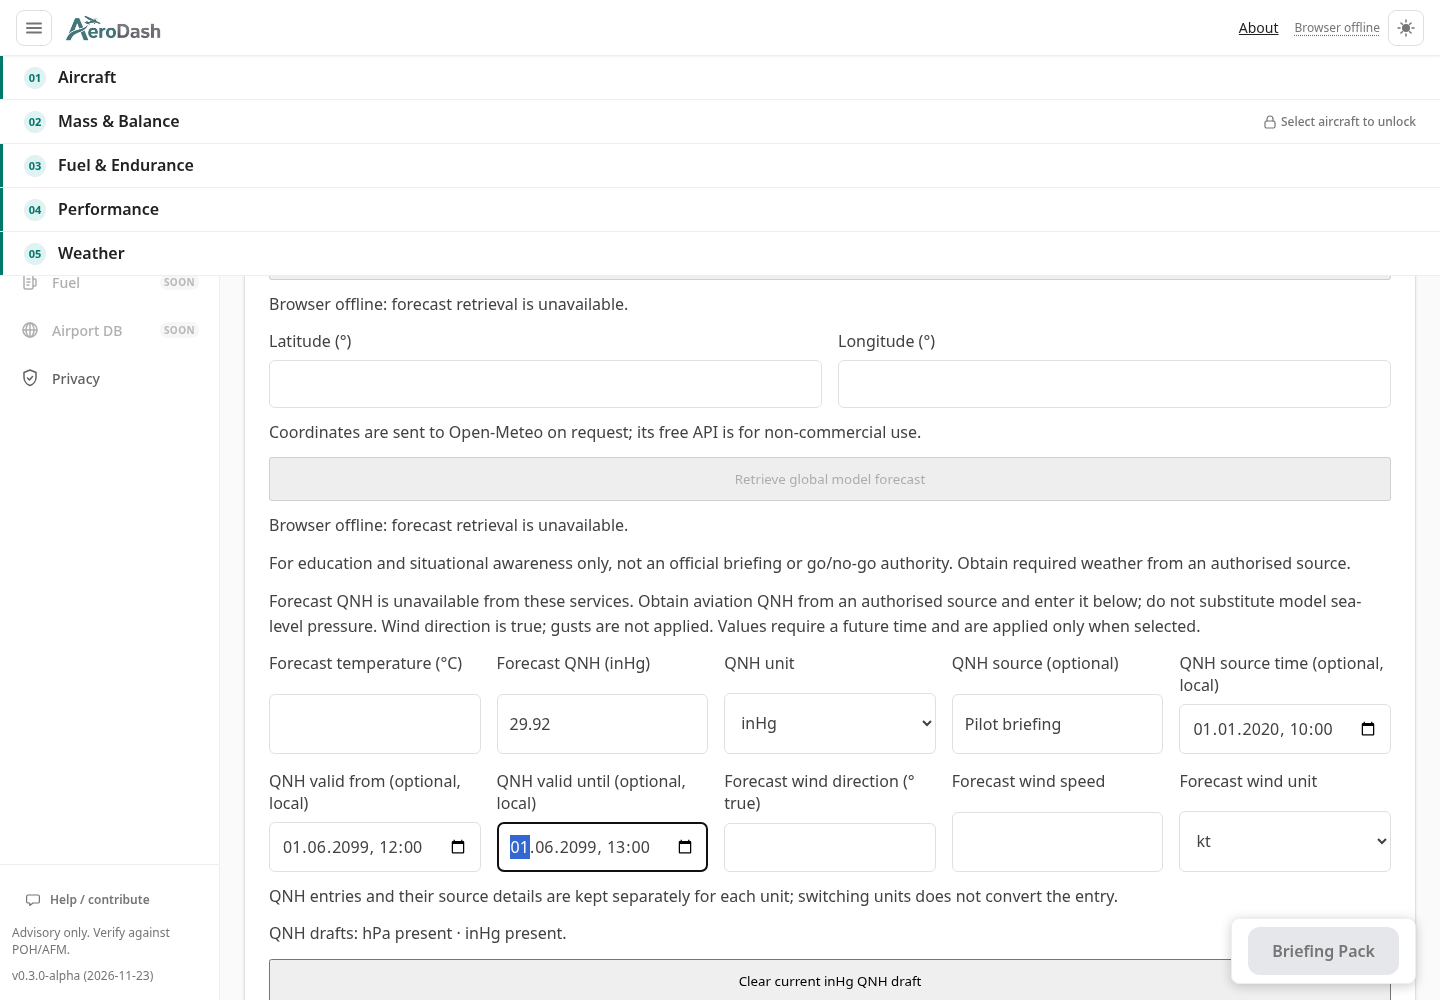 AeroDash
About
Browser offline
01 Aircraft
02 Mass & Balance
Select aircraft to unlock
03 Fuel & Endurance
04 Performance
05 Weather
Fuel SOON
Airport DB SOON
Privacy
Browser offline: forecast retrieval is unavailable.
Latitude (°)
Longitude (°)
Coordinates are sent to Open-Meteo on request; its free API is for non-commercial use.
Retrieve global model forecast
Browser offline: forecast retrieval is unavailable.
For education and situational awareness only, not an official briefing or go/no-go authority. Obtain required weather from an authorised source.
Forecast QNH is unavailable from these services. Obtain aviation QNH from an authorised source and enter it below; do not substitute model sea-
level pressure. Wind direction is true; gusts are not applied. Values require a future time and are applied only when selected.
Forecast temperature (°C)
Forecast QNH (inHg)
29.92
QNH unit
inHg
QNH source (optional)
Pilot briefing
QNH source time (optional,
local)
01.01.2020, 10:00
QNH valid from (optional,
local)
01.06.2099, 12:00
QNH valid until (optional,
local)
01.06.2099, 13:00
Forecast wind direction (°
true)
Forecast wind speed
Forecast wind unit
kt
QNH entries and their source details are kept separately for each unit; switching units does not convert the entry.
QNH drafts: hPa present · inHg present.
Clear current inHg QNH draft
Briefing Pack
Help / contribute
Advisory only. Verify against
POH/AFM.
v0.3.0-alpha (2026-11-23)